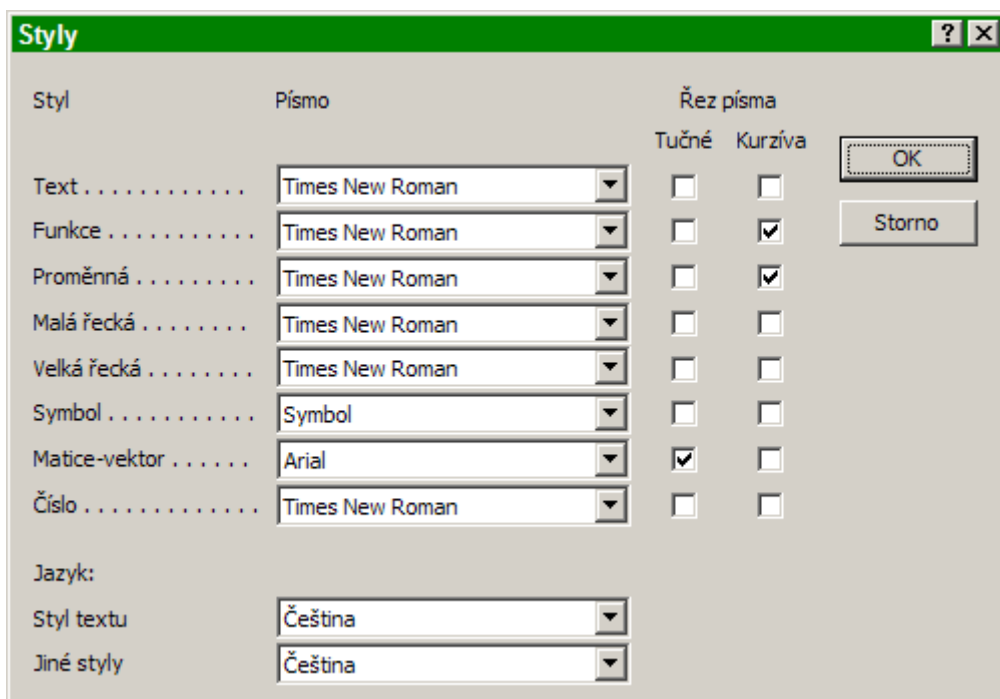 Styly
Styl Písmo Řez písma
Tučné Kurzíva
OK
Text . . . . . . . . . . . . Times New Roman
Storno
Funkce . . . . . . . . . . . Times New Roman
Proměnná . . . . . . . . . Times New Roman
Malá řecká . . . . . . . . Times New Roman
Velká řecká . . . . . . . . Times New Roman
Symbol . . . . . . . . . . . Symbol
Matice-vektor . . . . . . Arial
Číslo . . . . . . . . . . . . . Times New Roman
Jazyk:
Styl textu Čeština
Jiné styly Čeština